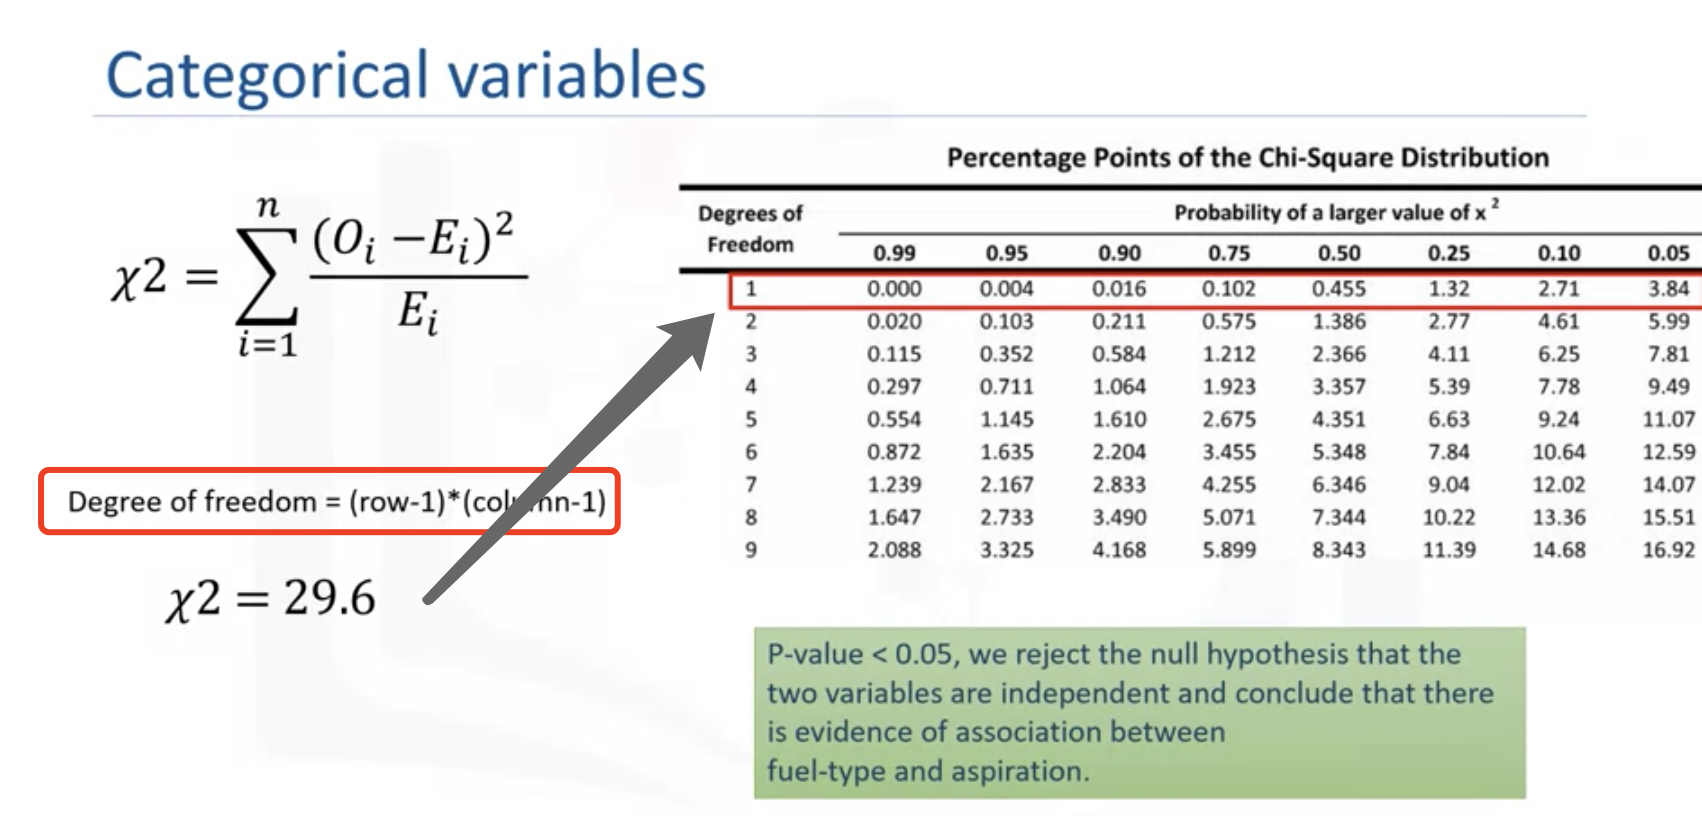 Categorical variables
χ2 = ∑ n i=1 (Oi −Ei)2 / Ei
Degree of freedom = (row-1)*(column-1)
χ2 = 29.6
Percentage Points of the Chi-Square Distribution
Degrees of Freedom
Probability of a larger value of x 2
0.99 0.95 0.90 0.75 0.50 0.25 0.10 0.05
1 0.000 0.004 0.016 0.102 0.455 1.32 2.71 3.84
2 0.020 0.103 0.211 0.575 1.386 2.77 4.61 5.99
3 0.115 0.352 0.584 1.212 2.366 4.11 6.25 7.81
4 0.297 0.711 1.064 1.923 3.357 5.39 7.78 9.49
5 0.554 1.145 1.610 2.675 4.351 6.63 9.24 11.07
6 0.872 1.635 2.204 3.455 5.348 7.84 10.64 12.59
7 1.239 2.167 2.833 4.255 6.346 9.04 12.02 14.07
8 1.647 2.733 3.490 5.071 7.344 10.22 13.36 15.51
9 2.088 3.325 4.168 5.899 8.343 11.39 14.68 16.92
P-value < 0.05, we reject the null hypothesis that the
two variables are independent and conclude that there
is evidence of association between
fuel-type and aspiration.